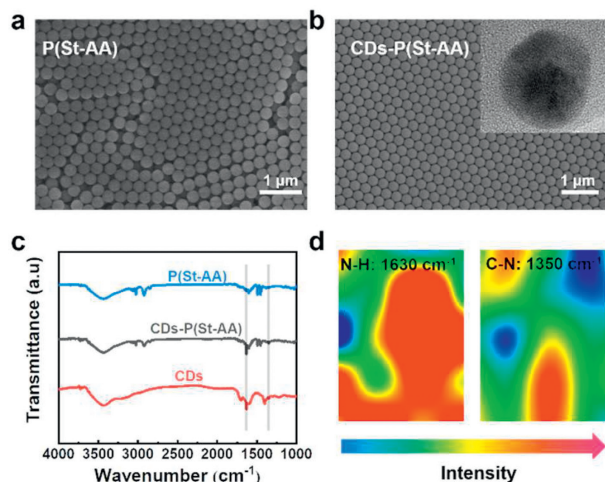 a
P(St-AA)
1 μm
b
CDs-P(St-AA)
1 μm
c
Transmittance (a.u)
P(St-AA)
CDs-P(St-AA)
CDs
4000 3500 3000 2500 2000 1500 1000
Wavenumber (cm⁻¹)
d
N-H: 1630 cm⁻¹
C-N: 1350 cm⁻¹
Intensity